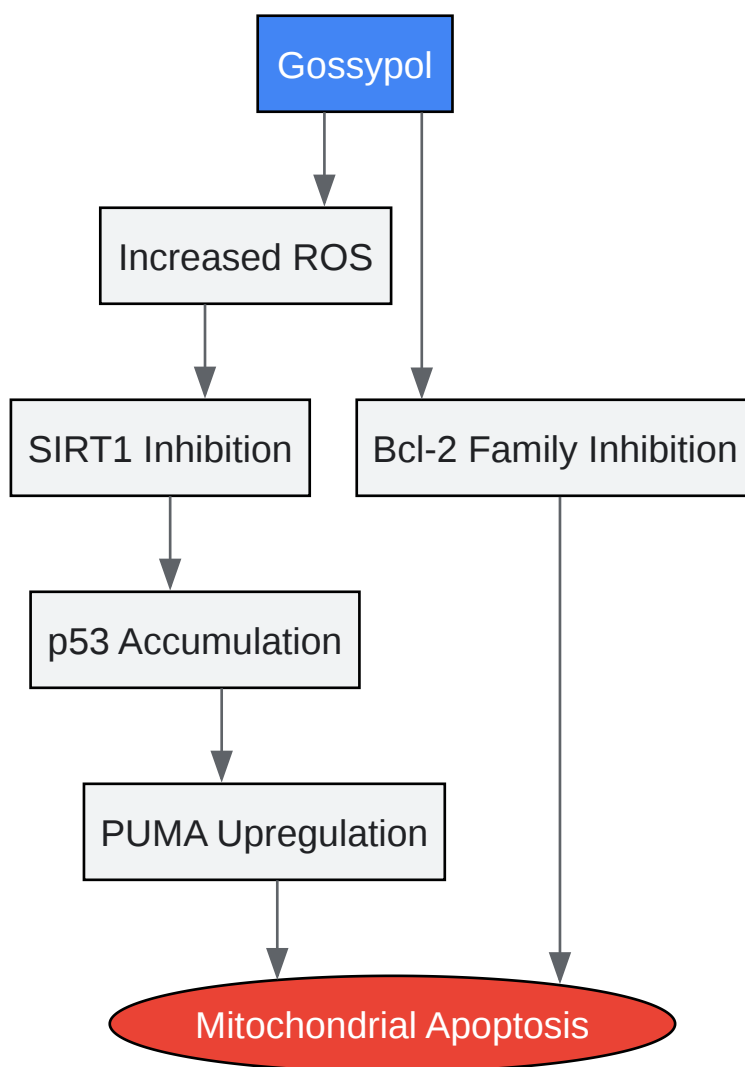 Gossypol
Increased ROS
SIRT1 Inhibition
Bcl-2 Family Inhibition
p53 Accumulation
PUMA Upregulation
Mitochondrial Apoptosis